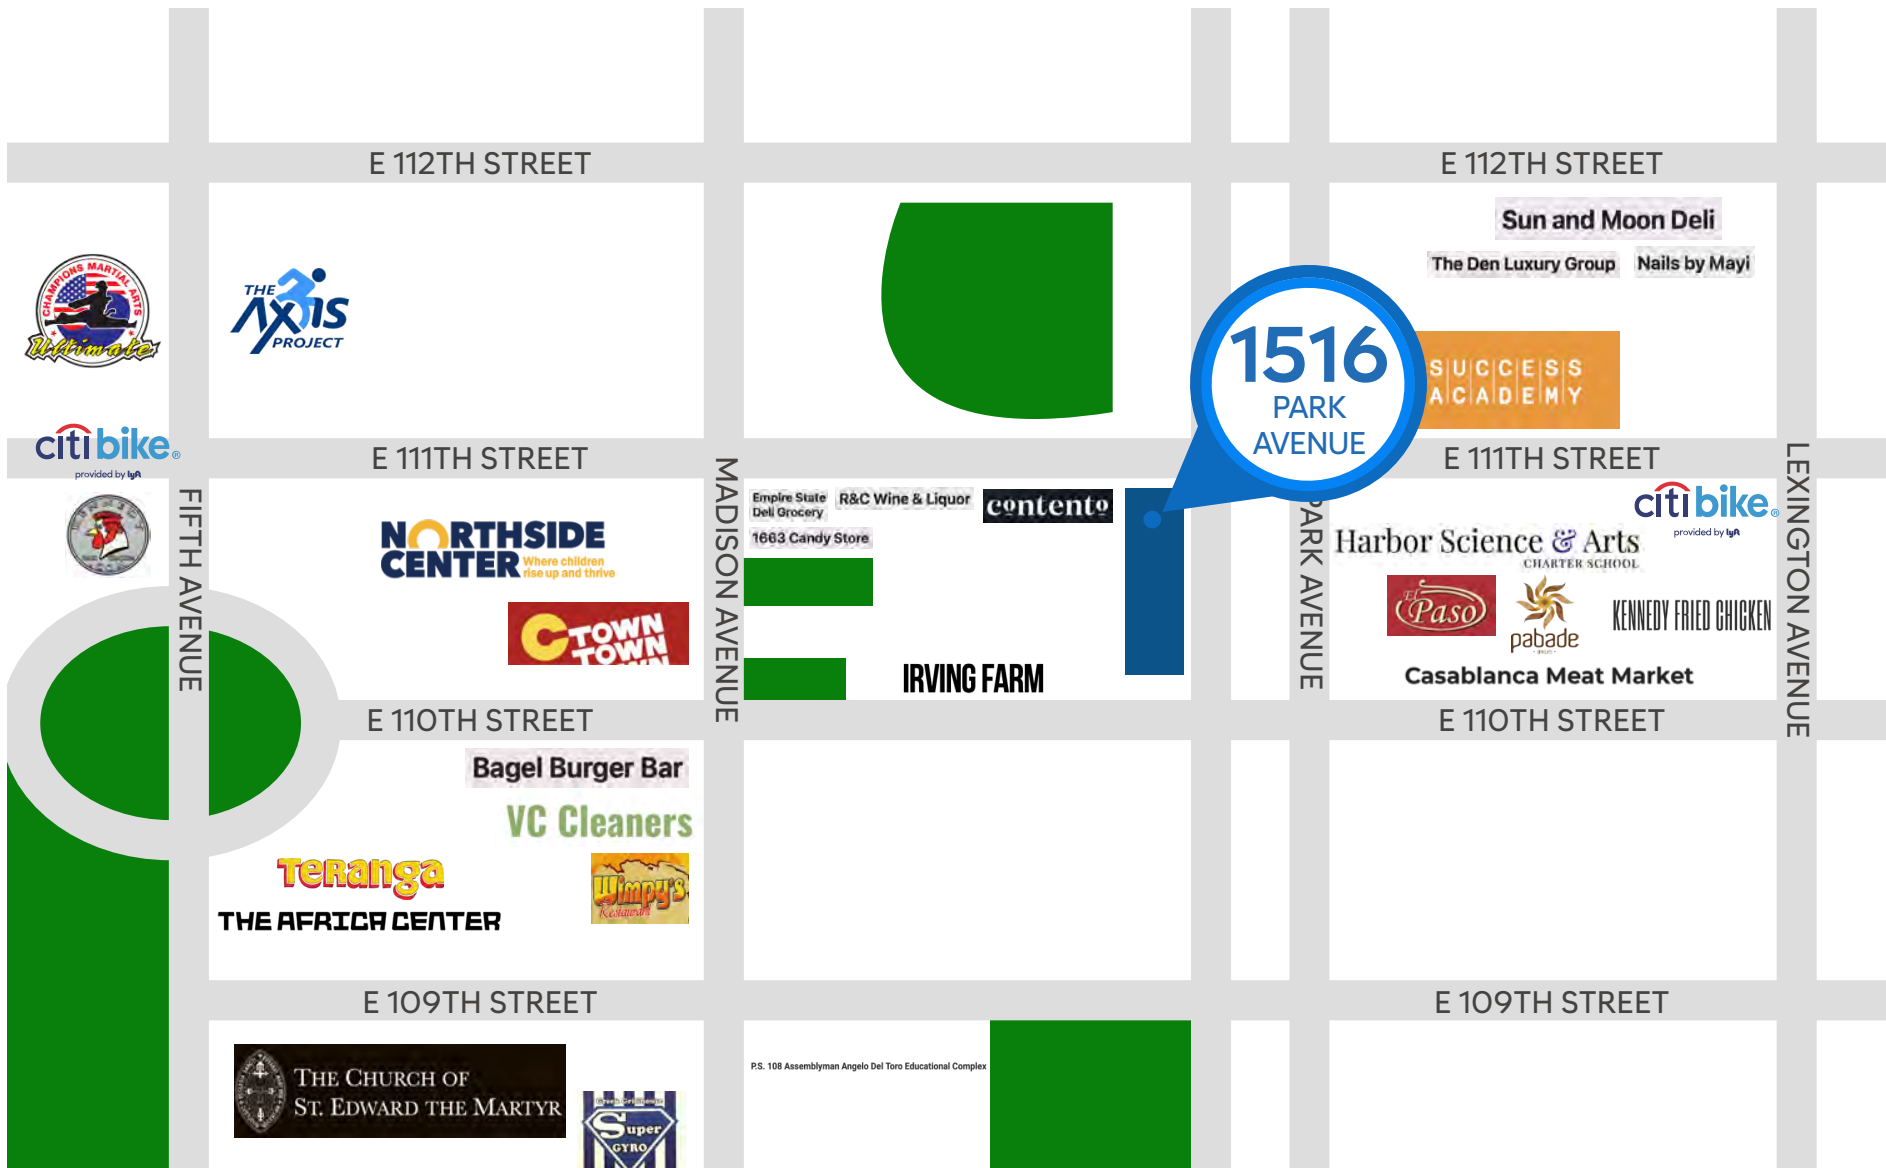 E 112TH STREET
E 112TH STREET
Sun and Moon Deli
The Den Luxury Group
Nails by Mayi
CHAMPIONS MARTIAL ARTS
Ultimate
THE
AXIS
PROJECT
1516
PARK
AVENUE
SUCCESS
ACADEMY
citi bike®
provided by lyft
E 111TH STREET
E 111TH STREET
FIFTH AVENUE
MADISON AVENUE
PARK AVENUE
LEXINGTON AVENUE
NORTHSIDE
CENTER
Where children
rise up and thrive
CTOWN
TOWN
Empire State
Deli Grocery
R&C Wine & Liquor
contento
1663 Candy Store
IRVING FARM
citi bike®
provided by lyft
Harbor Science & Arts
CHARTER SCHOOL
El Paso
pabade
KENNEDY FRIED CHICKEN
Casablanca Meat Market
E 110TH STREET
E 110TH STREET
Bagel Burger Bar
VC Cleaners
Teranga
THE AFRICA CENTER
Wimpy's
Restaurant
E 109TH STREET
E 109TH STREET
THE CHURCH OF
ST. EDWARD THE MARTYR
SUPER
GYRO
P.S. 108 Assemblyman Angelo Del Toro Educational Complex